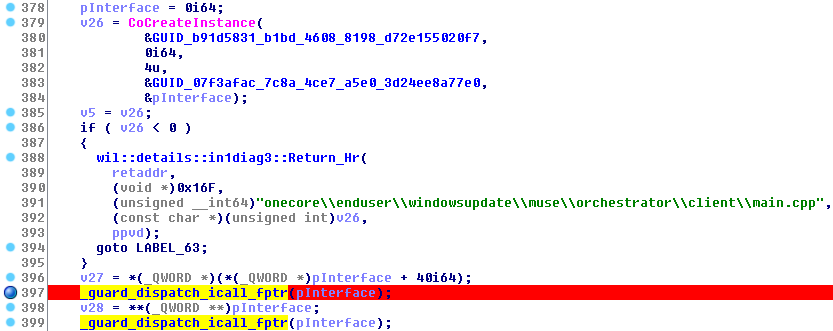 378 pInterface = 0i64;
379 v26 = CoCreateInstance(
380 &GUID_b91d5831_b1bd_4608_8198_d72e155020f7,
381 0i64,
382 4u,
383 &GUID_07f3afac_7c8a_4ce7_a5e0_3d24ee8a77e0,
384 &pInterface);
385 v5 = v26;
386 if ( v26 < 0 )
387 {
388 wil::details::in1diag3::Return_Hr(
389 retaddr,
390 (void *)0x16F,
391 (unsigned __int64)"onecore\\enduser\\windowsupdate\\muse\\orchestrator\\client\\main.cpp",
392 (const char *)(unsigned int)v26,
393 ppvd);
394 goto LABEL_63;
395 }
396 v27 = *(_QWORD *)(*(_QWORD *)pInterface + 40i64);
397 _guard_dispatch_icall_fptr(pInterface);
398 v28 = **(_QWORD **)pInterface;
399 _guard_dispatch_icall_fptr(pInterface);